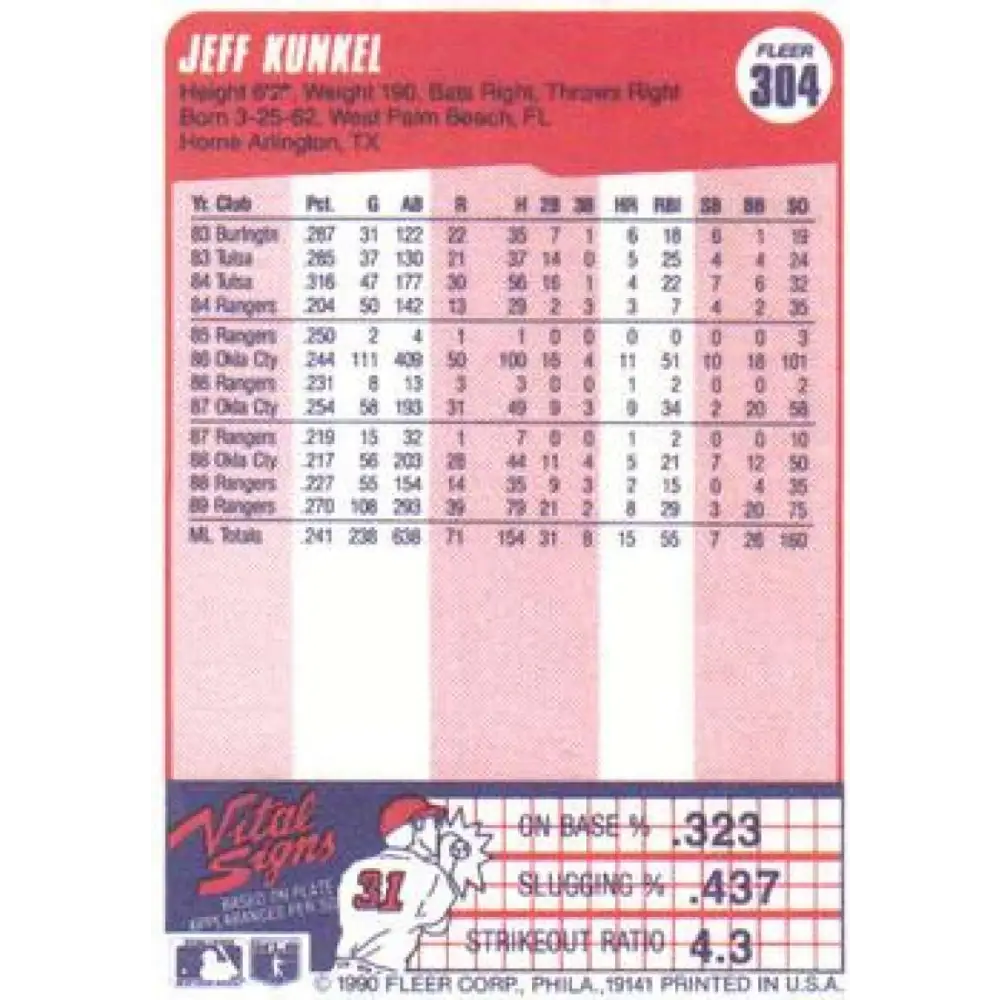 JEFF KUNKEL
FLEER
304
Height 6'2", Weight 190, Bats Right, Throws Right
Born 3-25-62, West Palm Beach, FL
Home Arlington, TX
Yr. Club Pct. G AB R H 2B 3B HR RBI SB BB SO
83 Burlngtn .287 31 122 22 35 7 1 6 18 6 1 19
83 Tulsa .285 37 130 21 37 14 0 5 25 4 4 24
84 Tulsa .316 47 177 30 56 16 1 4 22 7 6 32
84 Rangers .204 50 142 13 29 2 3 3 7 4 2 35
85 Rangers .250 2 4 1 1 0 0 0 0 0 0 3
86 Okla Cty .244 111 409 50 100 16 4 11 51 10 18 101
86 Rangers .231 8 13 3 3 0 0 1 2 0 0 2
87 Okla Cty .254 58 193 31 49 9 3 9 34 2 20 58
87 Rangers .219 15 32 1 7 0 0 1 2 0 0 10
88 Okla Cty .217 56 203 28 44 11 4 5 21 7 12 50
88 Rangers .227 55 154 14 35 9 3 2 15 0 4 35
89 Rangers .270 108 293 39 79 21 2 8 29 3 20 75
ML Totals .241 238 638 71 154 31 8 15 55 7 26 160
Vital
Signs
BASED ON PLATE
APPEARANCES PER SO
31
ON BASE % .323
SLUGGING % .437
STRIKEOUT RATIO 4.3
© 1990 FLEER CORP., PHILA., 19141 PRINTED IN U.S.A.